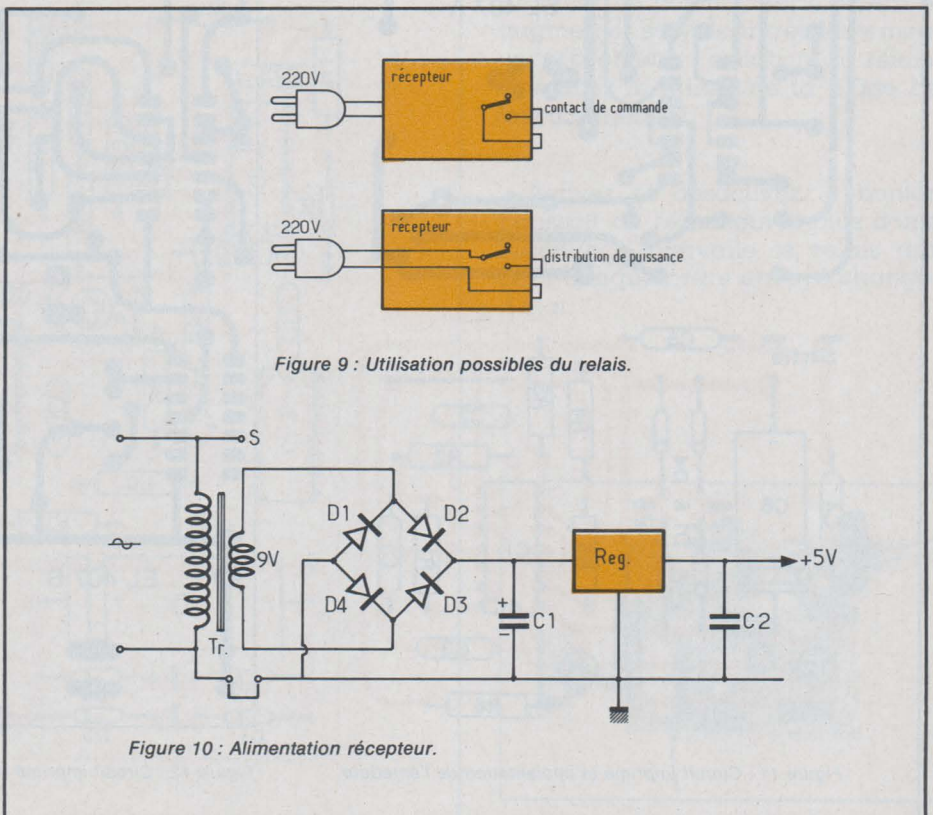 220V
récepteur
contact de commande
220V
récepteur
distribution de puissance
Figure 9 : Utilisation possibles du relais.
S
D1
D2
9V
Reg.
+5V
D4
D3
+
C1
–
C2
Tr.
Figure 10 : Alimentation récepteur.